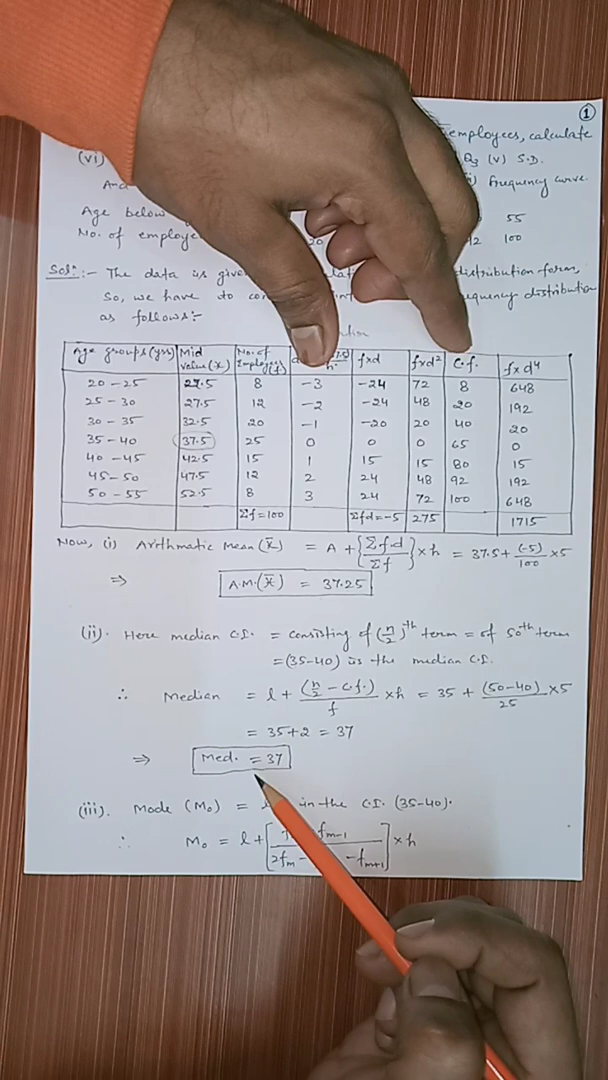 ①
employees, calculate
(vi) Q3 (v) S.D.
And frequency curve.
Age below 55
No. of employe 20 92 100
Solⁿ:- The data is give distribution form,
So, we have to con frequency distribution
as follows:-
Age groups (yrs) Mid value (x) No. of Employees (f) fxd fxd² C.f. fxd⁴
20-25 22.5 8 -3 -24 72 8 648
25-30 27.5 12 -2 -24 48 20 192
30-35 32.5 20 -1 -20 20 40 20
35-40 37.5 25 0 0 0 65 0
40-45 42.5 15 1 15 15 80 15
45-50 47.5 12 2 24 48 92 192
50-55 52.5 8 3 24 72 100 648
Σf=100 Σfd=-5 275 1715
Now, (i) Arithmatic Mean (x̄) = A + {Σfd/Σf} × h = 37.5 + (-5)/100 × 5
⇒ A.M.(x̄) = 37.25
(ii). Here median C.I. = consisting of (n/2)th term = of 50th term
= (35-40) is the median C.I.
∴ Median = l + (n/2 - C.f.)/f × h = 35 + (50-40)/25 × 5
= 35+2 = 37
⇒ Med. = 37
(iii). Mode (Mo) = in the C.I. (35-40).
∴ Mo = l + [ fm-1 / 2fm - - fm+1 ] × h